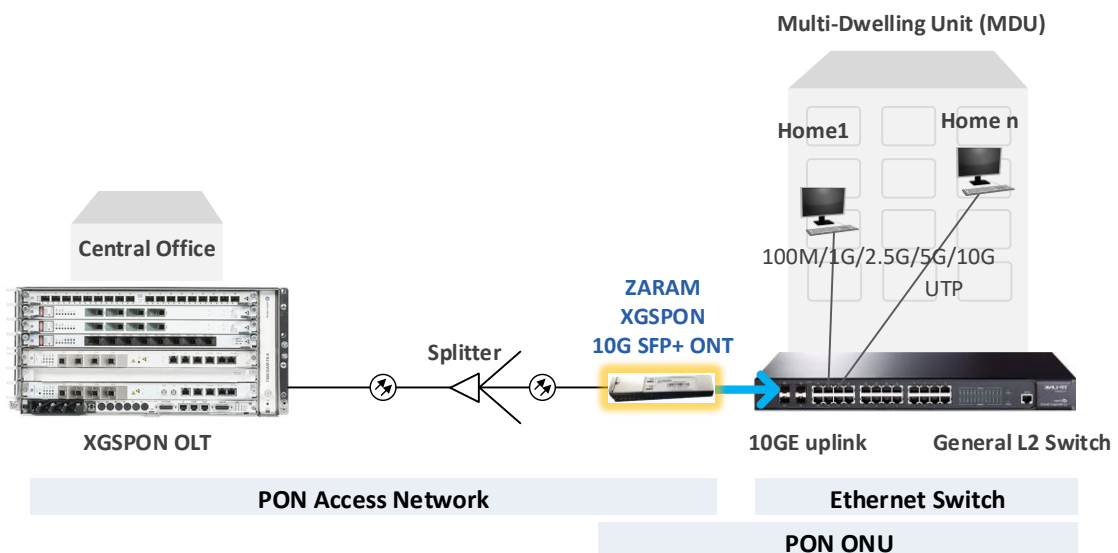 Multi-Dwelling Unit (MDU)
Home1
Home n
Central Office
100M/1G/2.5G/5G/10G
UTP
ZARAM
XGSPON
10G SFP+ ONT
Splitter
XGSPON OLT
10GE uplink
General L2 Switch
PON Access Network
Ethernet Switch
PON ONU